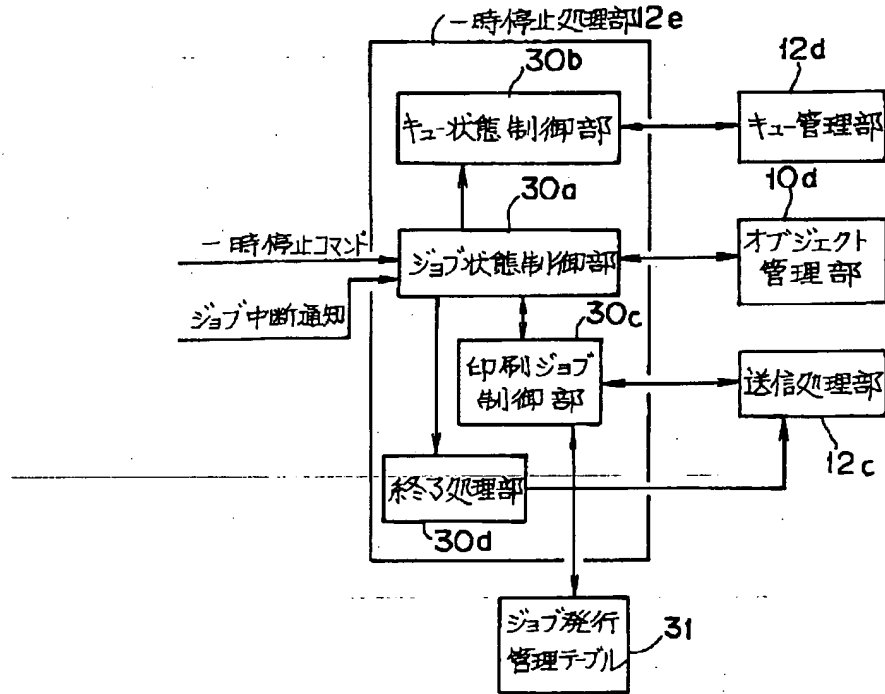 一時停止処理部12e
30b
12d
キュー状態制御部
キュー管理部
30a
10d
一時停止コマンド
ジョブ状態制御部
オブジェクト
管理部
ジョブ中断通知
30c
印刷ジョブ
制御部
送信処理部
12c
終了処理部
30d
ジョブ発行
管理テーブル
31